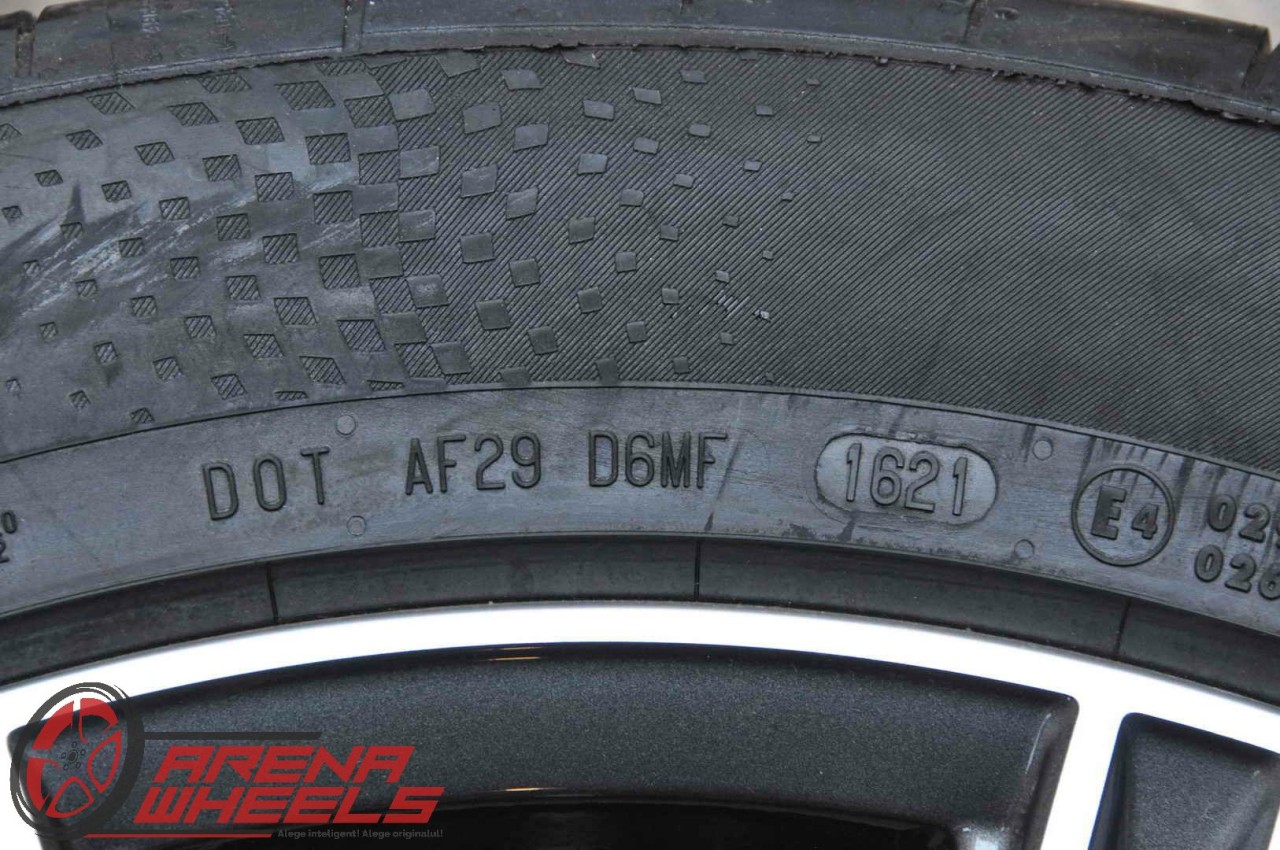 DOT AF29 D6MF 1621 E4
ARENA
WHEELS
Alege inteligent! Alege originalul!